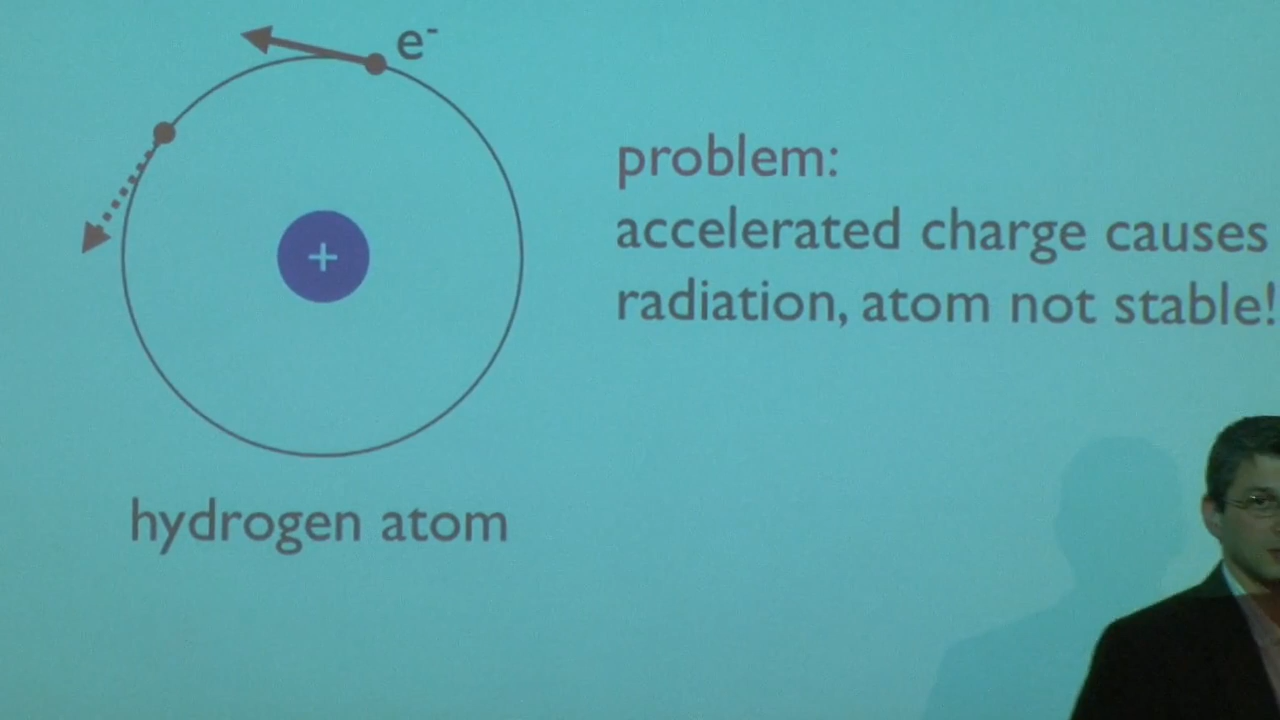 e-
+
problem:
accelerated charge causes
radiation, atom not stable!
hydrogen atom